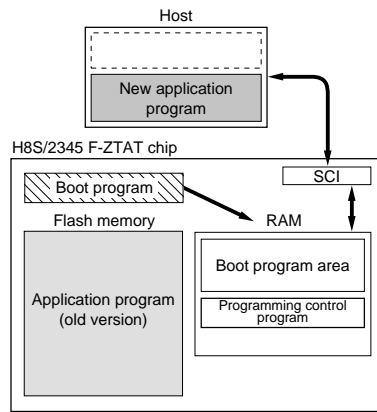 Host
New application
program
H8S/2345 F-ZTAT chip
SCI
Boot program
Flash memory
RAM
Boot program area
Application program
(old version)
Programming control
program